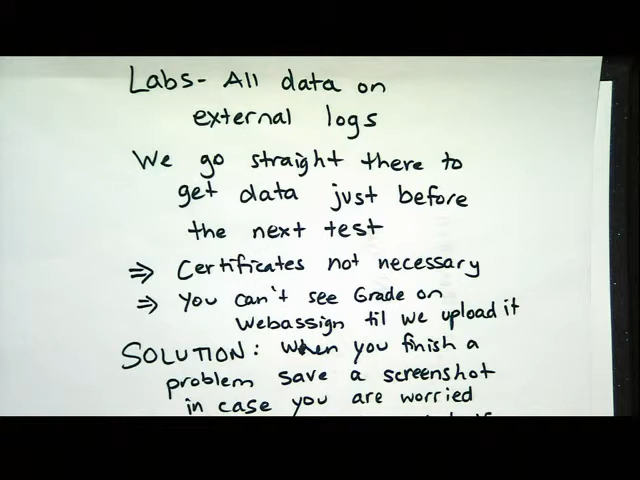 Labs - All data on
external logs
We go straight there to
get data just before
the next test
⇒ Certificates not necessary
⇒ You can't see Grade on
Webassign til we upload it
SOLUTION: When you finish a
problem save a screenshot
in case you are worried